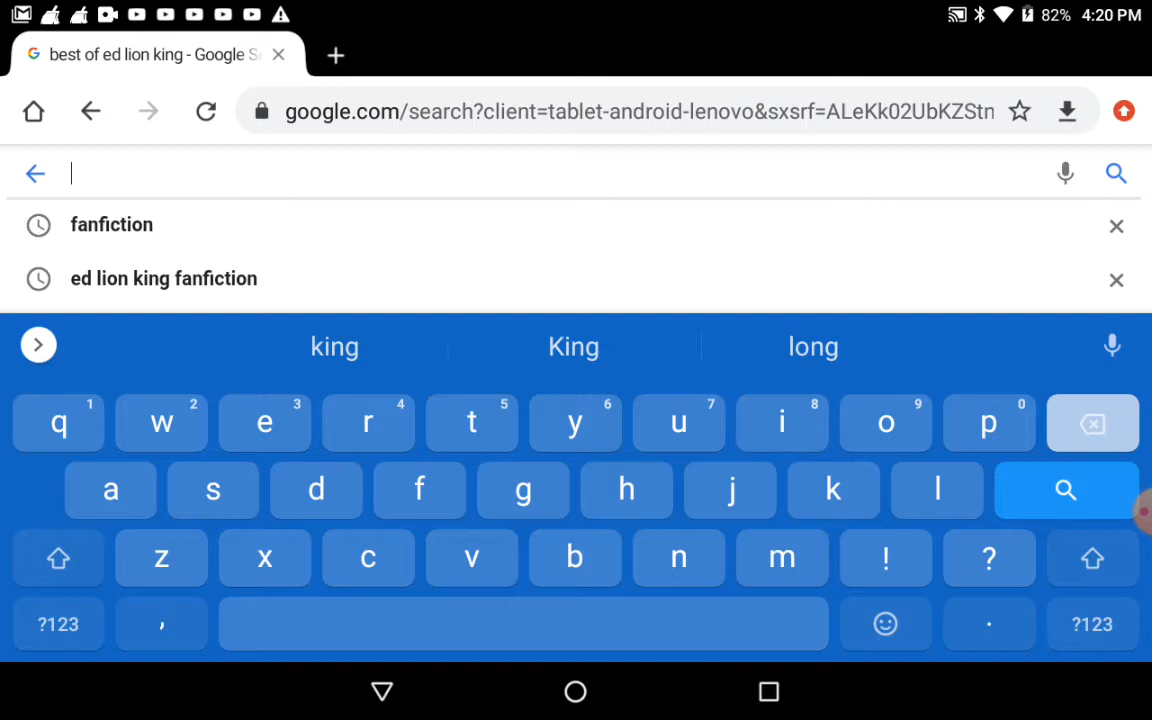 82% 4:20 PM
best of ed lion king - Google S
google.com/search?client=tablet-android-lenovo&sxsrf=ALeKk02UbKZStn
fanfiction
ed lion king fanfiction
king King long
q 1 w 2 e 3 r 4 t 5 y 6 u 7 i 8 o 9 p 0
a s d f g h j k l
z x c v b n m ! ?
?123 , . ?123